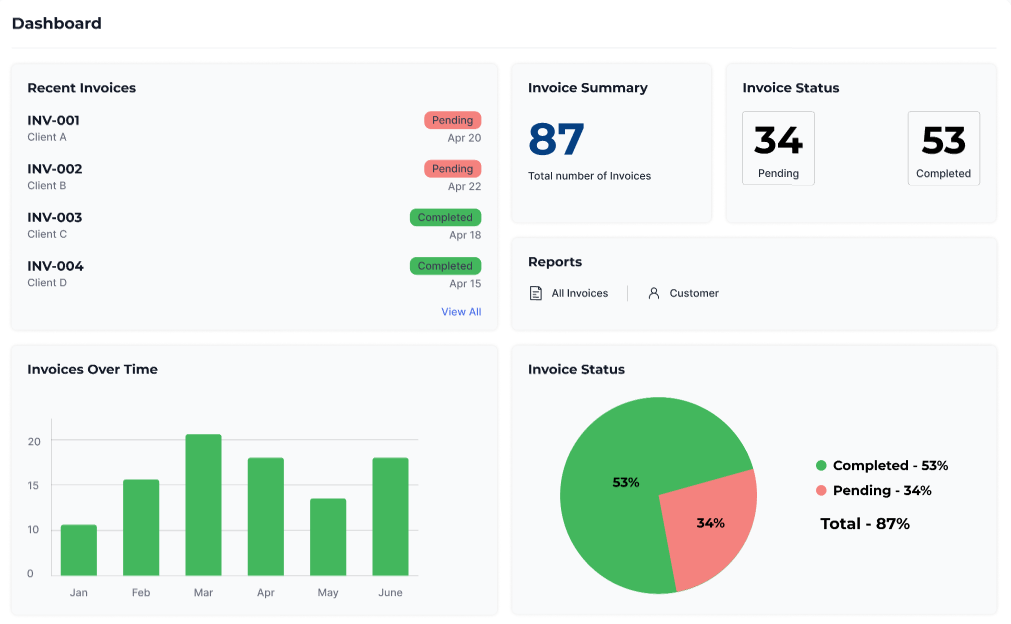 Dashboard
Recent Invoices
INV-001
Pending
Client A
Apr 20
INV-002
Pending
Client B
Apr 22
INV-003
Completed
Client C
Apr 18
INV-004
Completed
Client D
Apr 15
View All
Invoice Summary
87
Total number of Invoices
Invoice Status
34
Pending
53
Completed
Reports
All Invoices
Customer
Invoices Over Time
20
15
10
0
Jan Feb Mar Apr May June
Invoice Status
53%
34%
Completed - 53%
Pending - 34%
Total - 87%